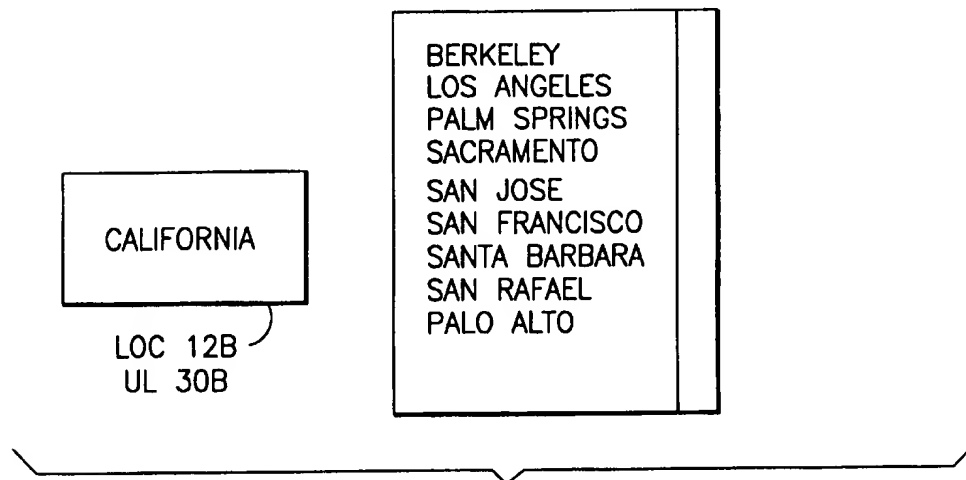 CALIFORNIA
LOC 12B
UL 30B
BERKELEY
LOS ANGELES
PALM SPRINGS
SACRAMENTO
SAN JOSE
SAN FRANCISCO
SANTA BARBARA
SAN RAFAEL
PALO ALTO